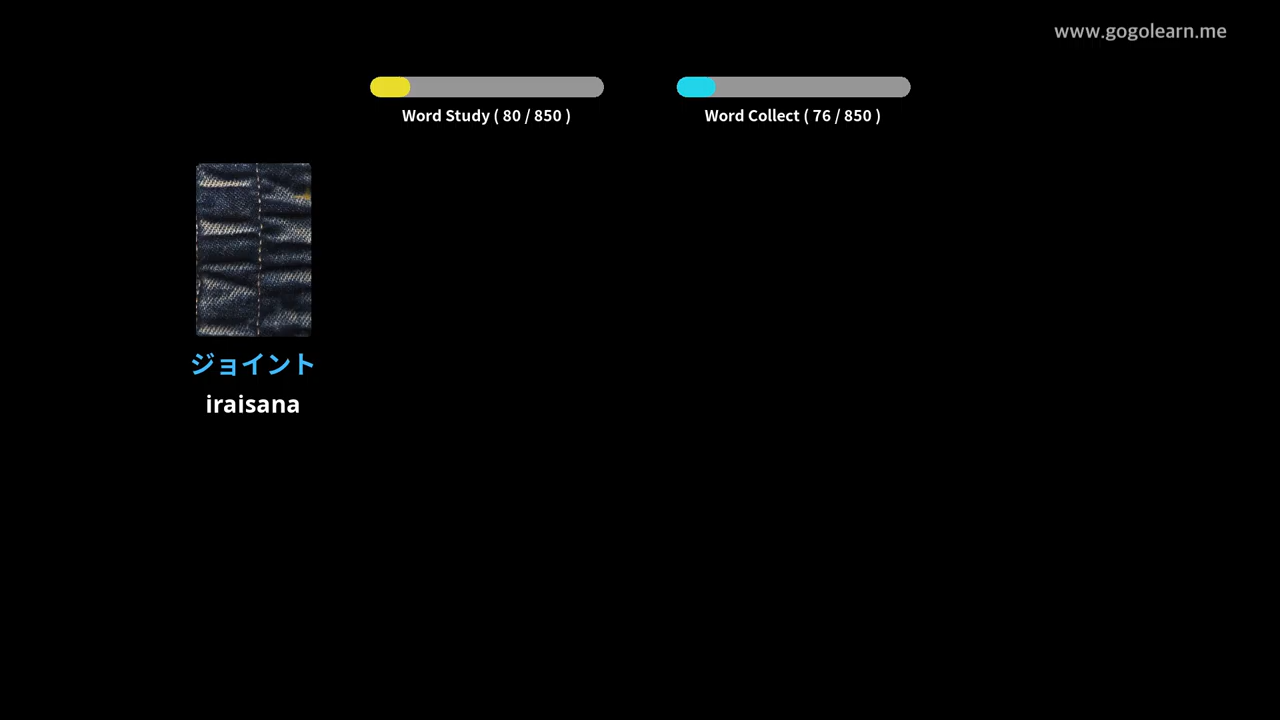 www.gogolearn.me
Word Study ( 80 / 850 )
Word Collect ( 76 / 850 )
ジョイント
iraisana